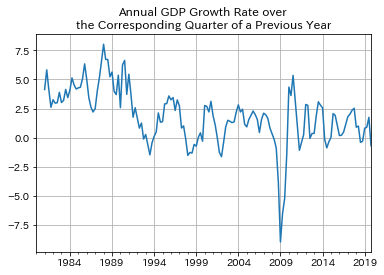 Annual GDP Growth Rate over
the Corresponding Quarter of a Previous Year
7.5
5.0
2.5
0.0
−2.5
−5.0
−7.5
1984 1989 1994 1999 2004 2009 2014 2019